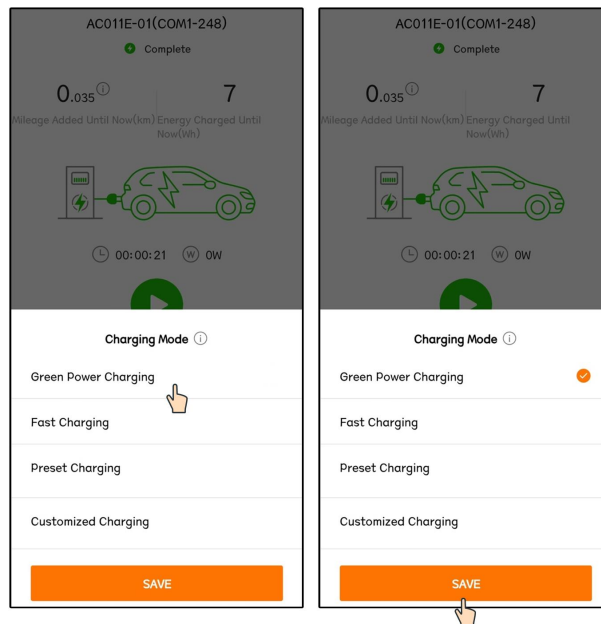 AC011E-01(COM1-248)
Complete
0.035
7
Mileage Added Until Now(km)
Energy Charged Until
Now(Wh)
00:00:21
W
0W
Charging Mode
Green Power Charging
Fast Charging
Preset Charging
Customized Charging
SAVE
AC011E-01(COM1-248)
Complete
0.035
7
Mileage Added Until Now(km)
Energy Charged Until
Now(Wh)
00:00:21
W
0W
Charging Mode
Green Power Charging
Fast Charging
Preset Charging
Customized Charging
SAVE